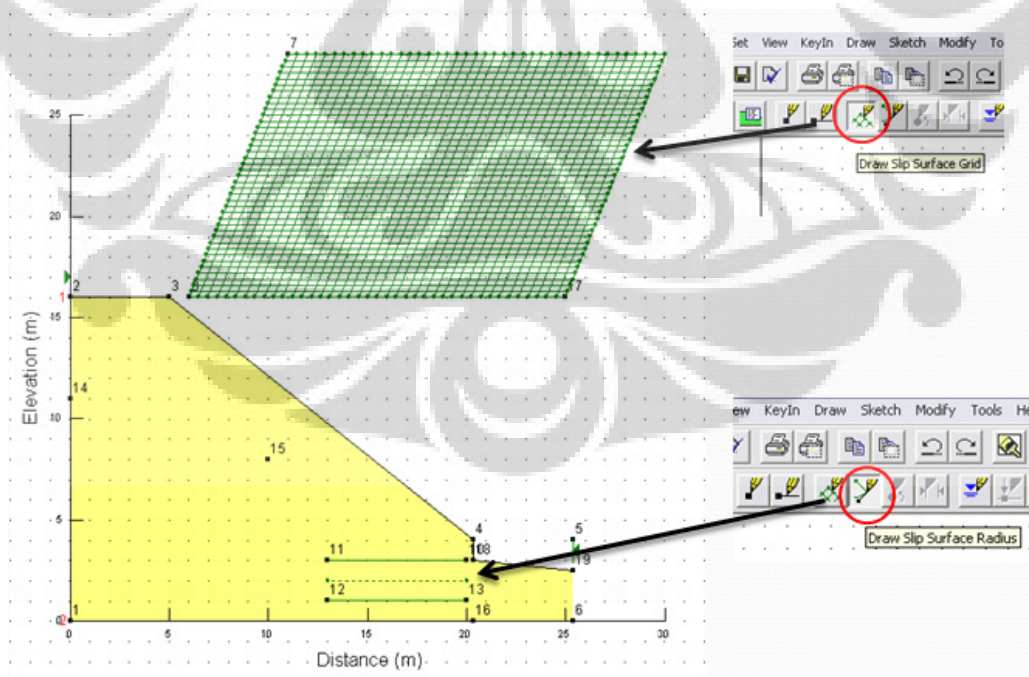 Set View KeyIn Draw Sketch Modify To
Draw Slip Surface Grid
ew KeyIn Draw Sketch Modify Tools He
Draw Slip Surface Radius
7
25
20
2 3 7
1
15
14
10
15
5
4 5
11 18
19
12 13
1 16 6
0 5 10 15 20 25 30
Elevation (m)
Distance (m)